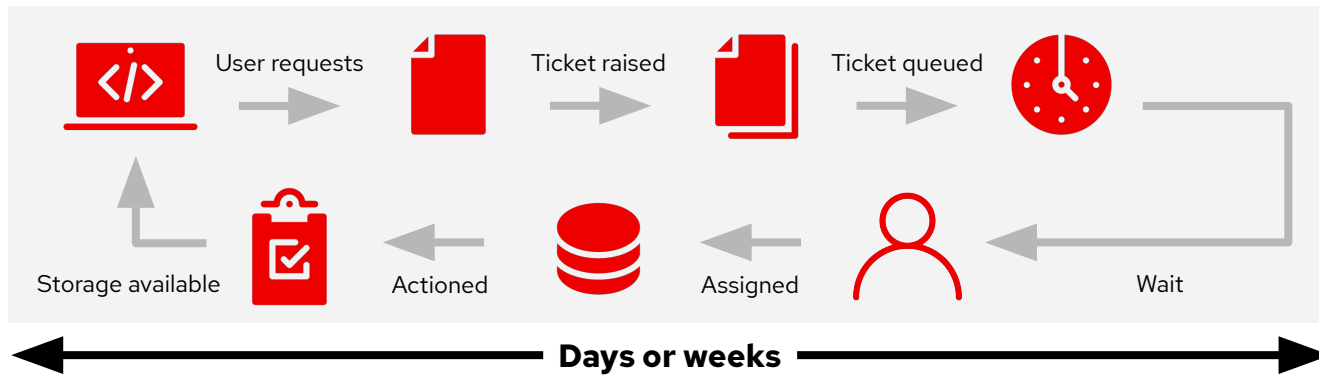 User requests
Ticket raised
Ticket queued
Storage available
Actioned
Assigned
Wait
Days or weeks